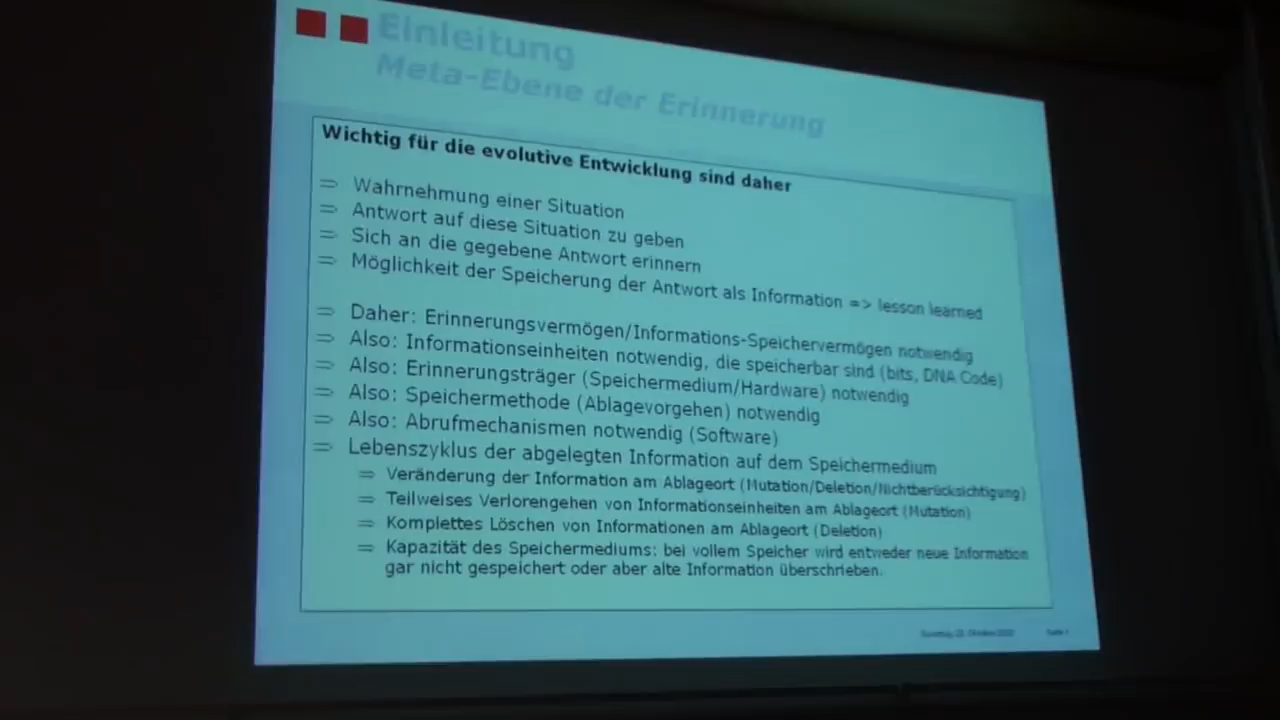 Einleitung
Meta-Ebene der Erinnerung
Wichtig für die evolutive Entwicklung sind daher
⇒ Wahrnehmung einer Situation
⇒ Antwort auf diese Situation zu geben
⇒ Sich an die gegebene Antwort erinnern
⇒ Möglichkeit der Speicherung der Antwort als Information => lesson learned
⇒ Daher: Erinnerungsvermögen/Informations-Speichervermögen notwendig
⇒ Also: Informationseinheiten notwendig, die speicherbar sind (bits, DNA Code)
⇒ Also: Erinnerungsträger (Speichermedium/Hardware) notwendig
⇒ Also: Speichermethode (Ablagevorgehen) notwendig
⇒ Also: Abrufmechanismen notwendig (Software)
⇒ Lebenszyklus der abgelegten Information auf dem Speichermedium
⇒ Veränderung der Information am Ablageort (Mutation/Deletion/Nichtberücksichtigung)
⇒ Teilweises Verlorengehen von Informationseinheiten am Ablageort (Mutation)
⇒ Komplettes Löschen von Informationen am Ablageort (Deletion)
⇒ Kapazität des Speichermediums: bei vollem Speicher wird entweder neue Information
gar nicht gespeichert oder aber alte Information überschrieben.